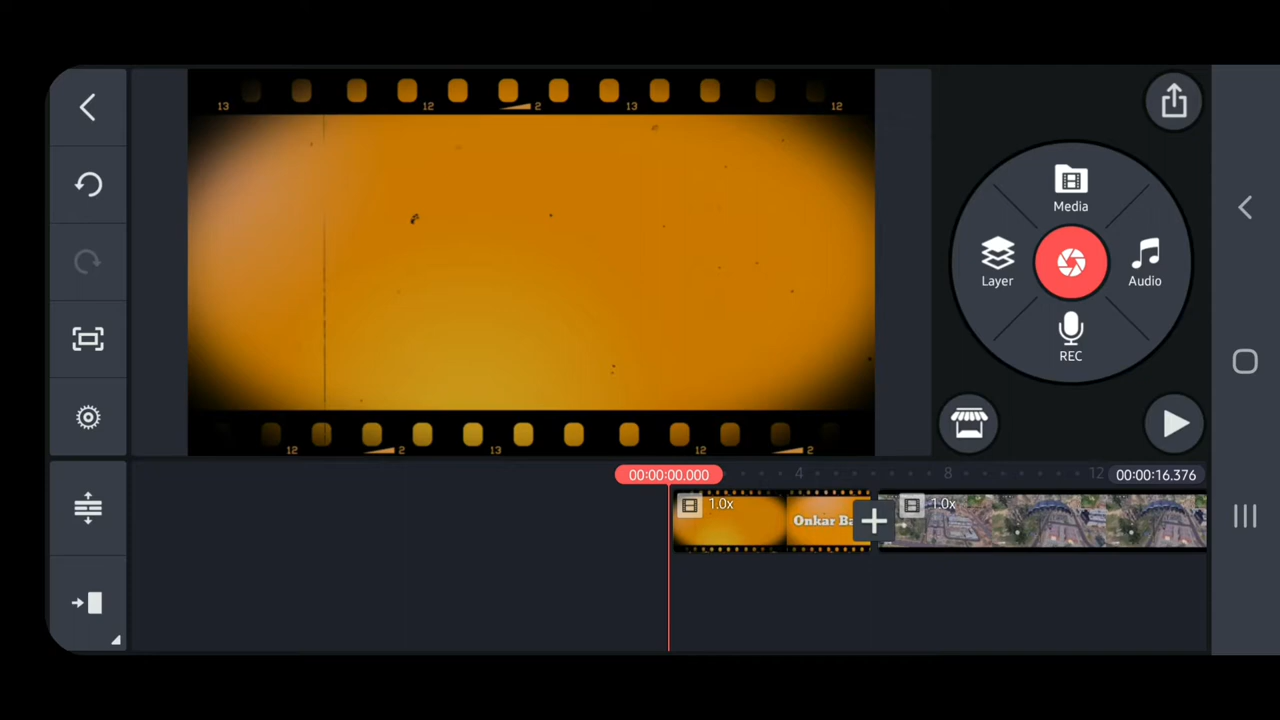 13 12 2 13 12
Media
Layer
Audio
REC
12 2 13 12 2
00:00:00.000
4 8 12
00:00:16.376
1.0x
1.0x
Onkar Ba